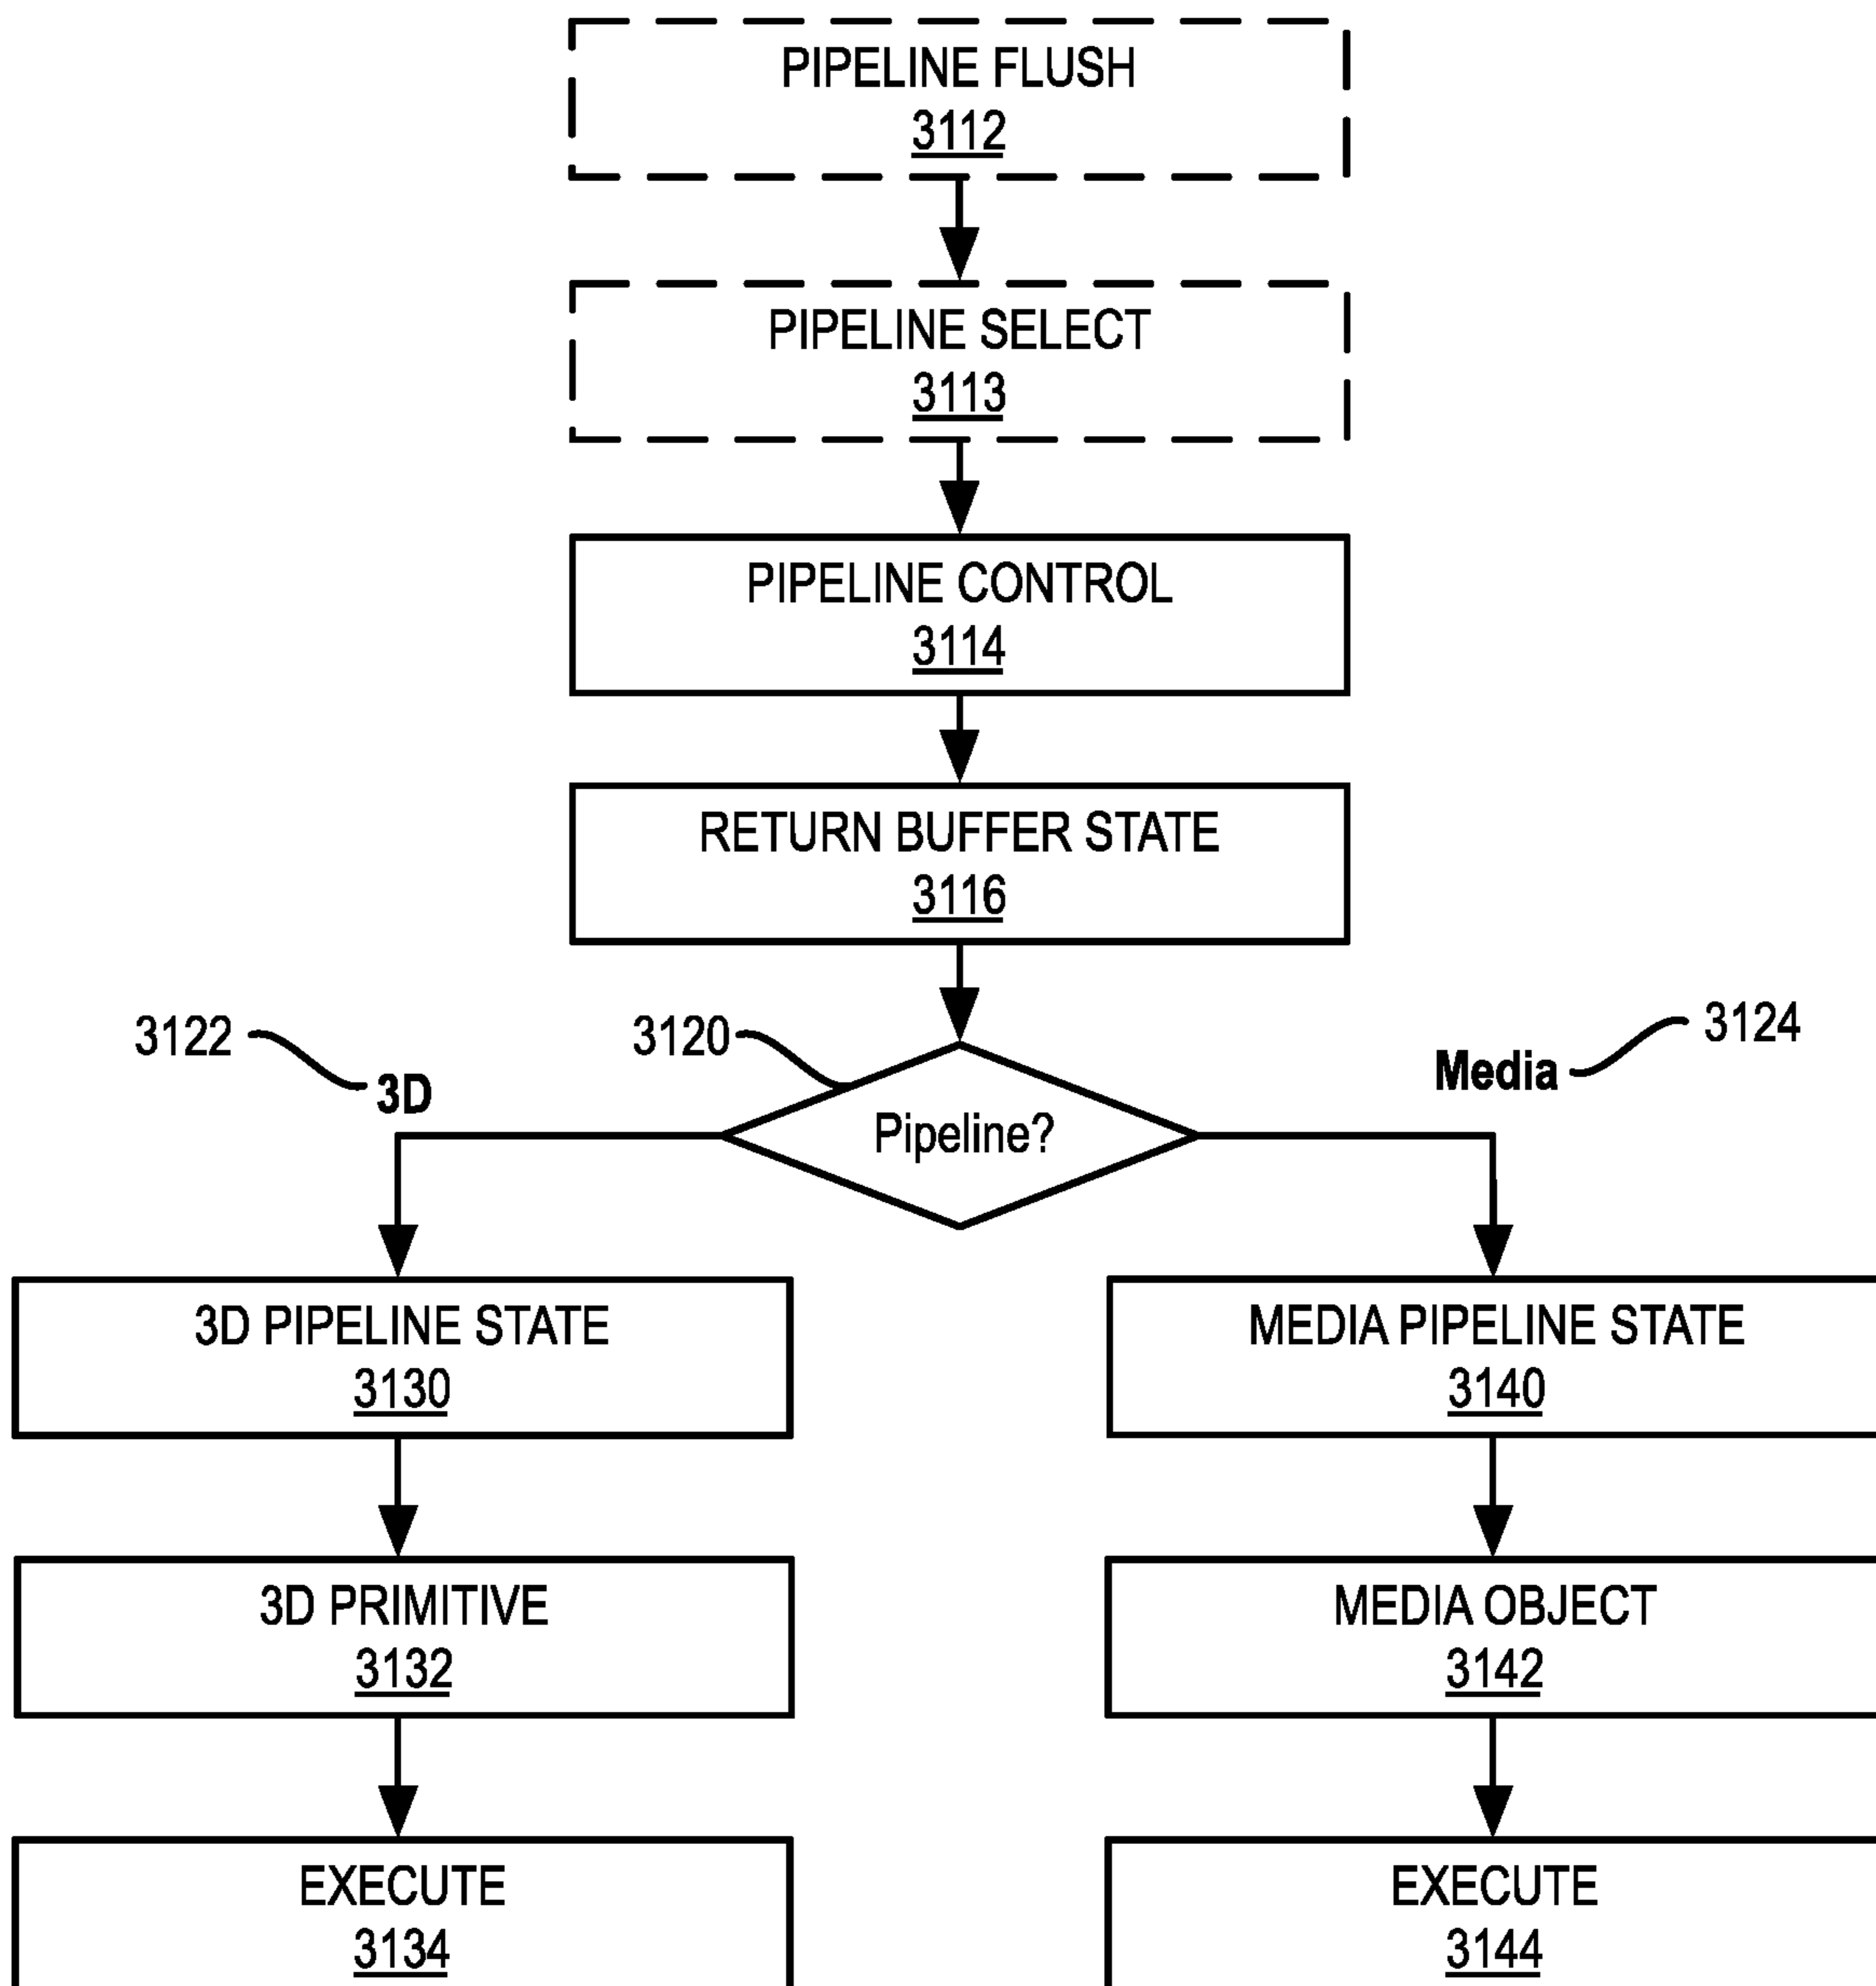 PIPELINE FLUSH
3112
PIPELINE SELECT
3113
PIPELINE CONTROL
3114
RETURN BUFFER STATE
3116
3122
3120
3124
3D
Media
Pipeline?
3D PIPELINE STATE
3130
MEDIA PIPELINE STATE
3140
3D PRIMITIVE
3132
MEDIA OBJECT
3142
EXECUTE
3134
EXECUTE
3144